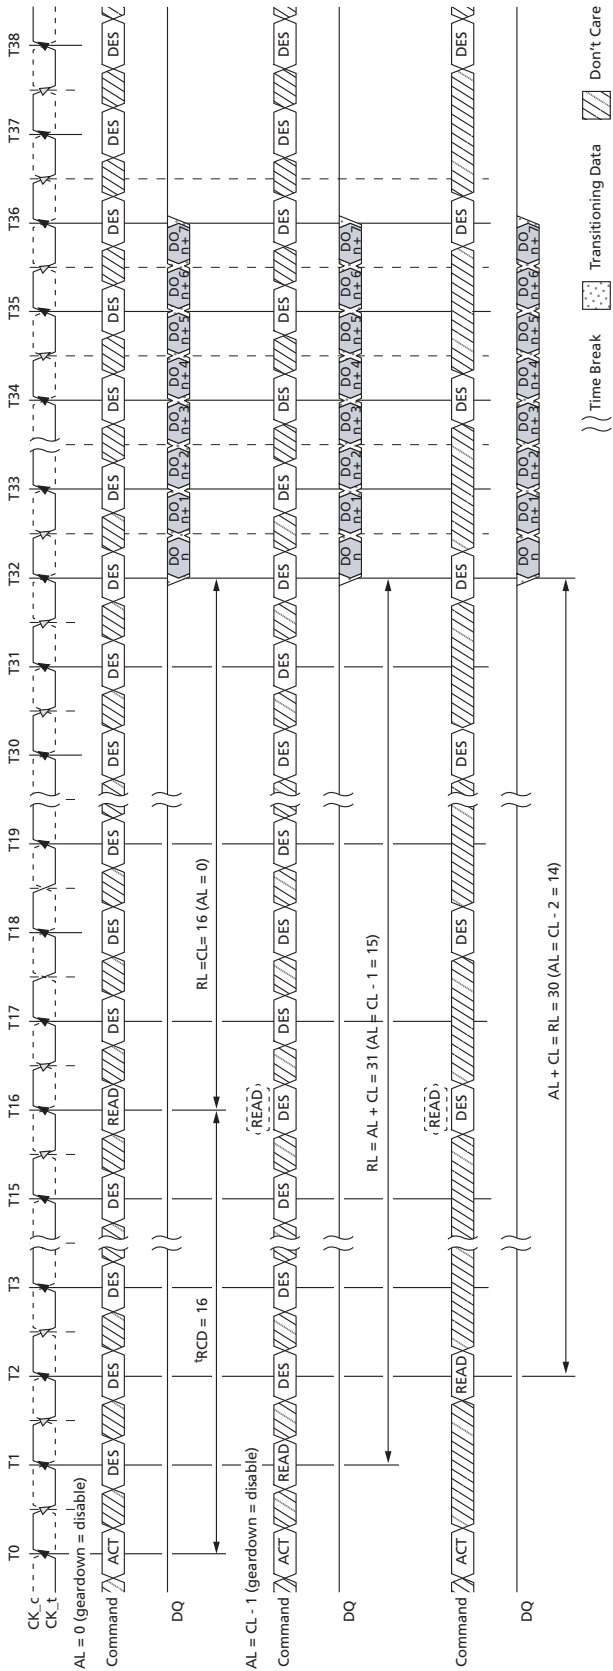 T0 T1 T2 T3 T15 T16 T17 T18 T19 T30 T31 T32 T33 T34 T35 T36 T37 T38
CK_c
CK_t
AL = 0 (geardown = disable)
Command ACT DES DES DES DES READ DES DES DES DES DES DES DES DES DES DES DES DES
DQ DO n DO n + 1 DO n + 2 DO n + 3 DO n + 4 DO n + 5 DO n + 6 DO n + 7
tRCD = 16 RL =CL= 16 (AL = 0)
AL = CL - 1 (geardown = disable)
READ
Command ACT READ DES DES DES DES DES DES DES DES DES DES DES DES DES DES DES DES
DQ DO n DO n + 1 DO n + 2 DO n + 3 DO n + 4 DO n + 5 DO n + 6 DO n + 7
RL = AL + CL = 31 (AL = CL - 1 = 15)
READ
Command ACT READ DES DES DES DES DES DES DES
DQ DO n DO n + 1 DO n + 2 DO n + 3 DO n + 4 DO n + 5 DO n + 6 DO n + 7
AL + CL = RL = 30 (AL = CL - 2 = 14)
Time Break Transitioning Data Don't Care